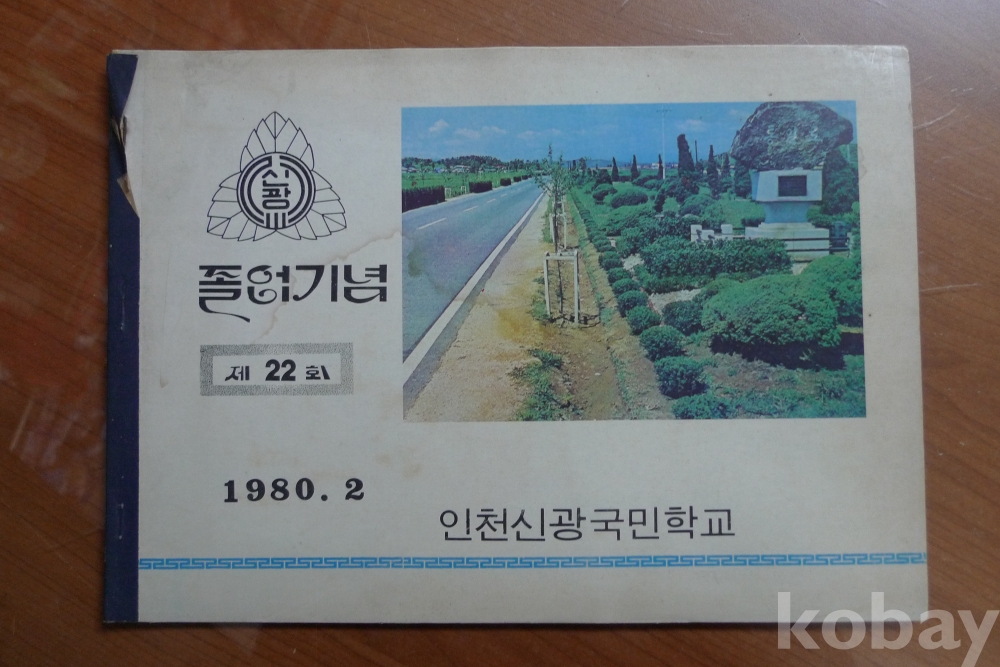 신광교
졸업기념
제 22 회
1980. 2
인천신광국민학교
kobay